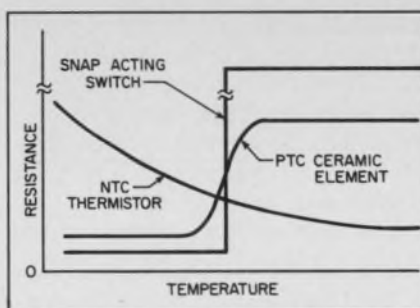 SNAP ACTING
SWITCH
PTC CERAMIC
ELEMENT
NTC
THERMISTOR
RESISTANCE
0
TEMPERATURE